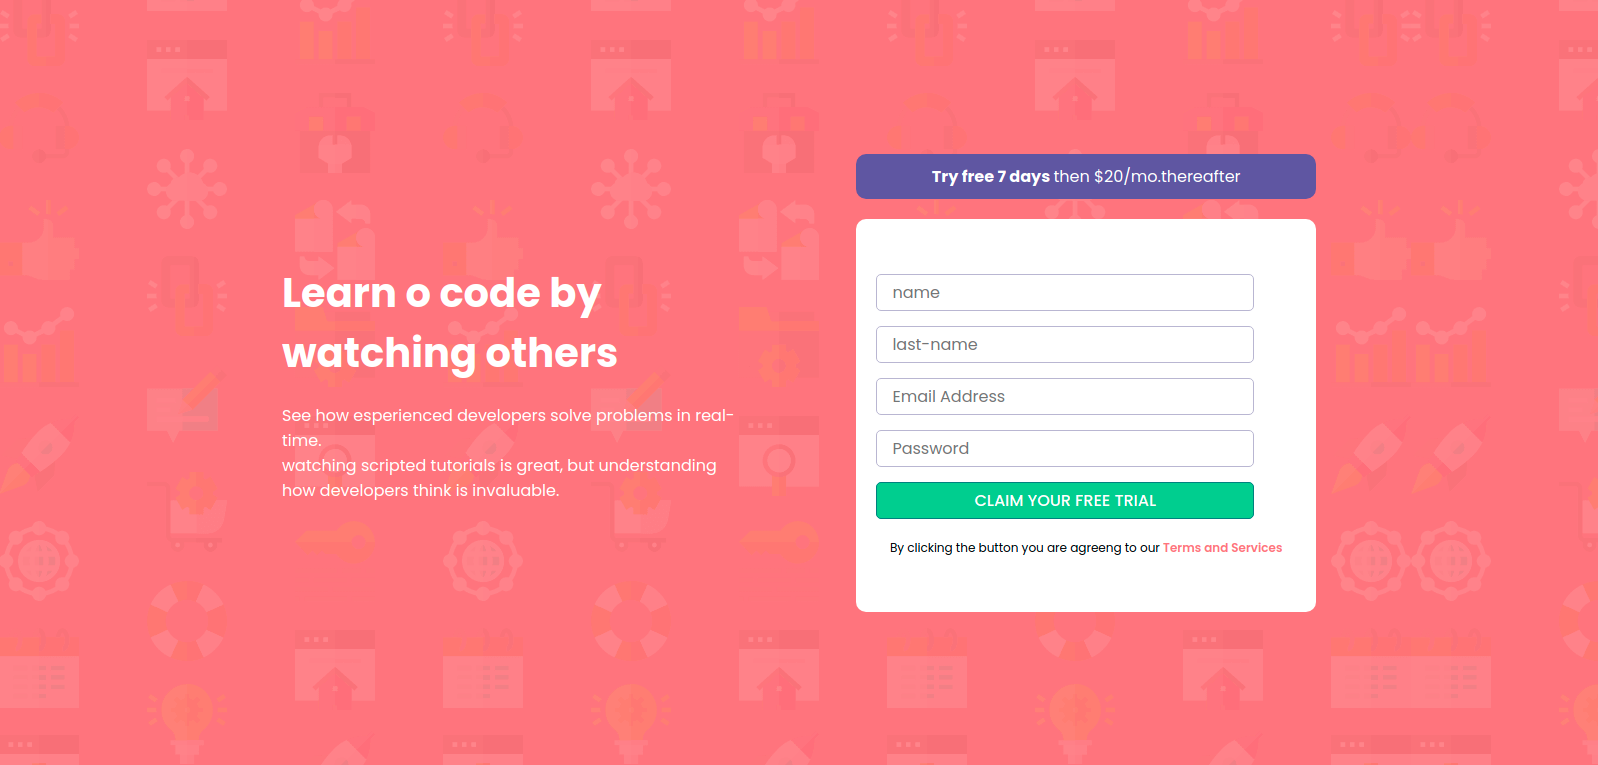 Try free 7 days then $20/mo.thereafter
Learn o code by
watching others
See how esperienced developers solve problems in real-
time.
watching scripted tutorials is great, but understanding
how developers think is invaluable.
name
last-name
Email Address
Password
CLAIM YOUR FREE TRIAL
By clicking the button you are agreeng to our Terms and Services